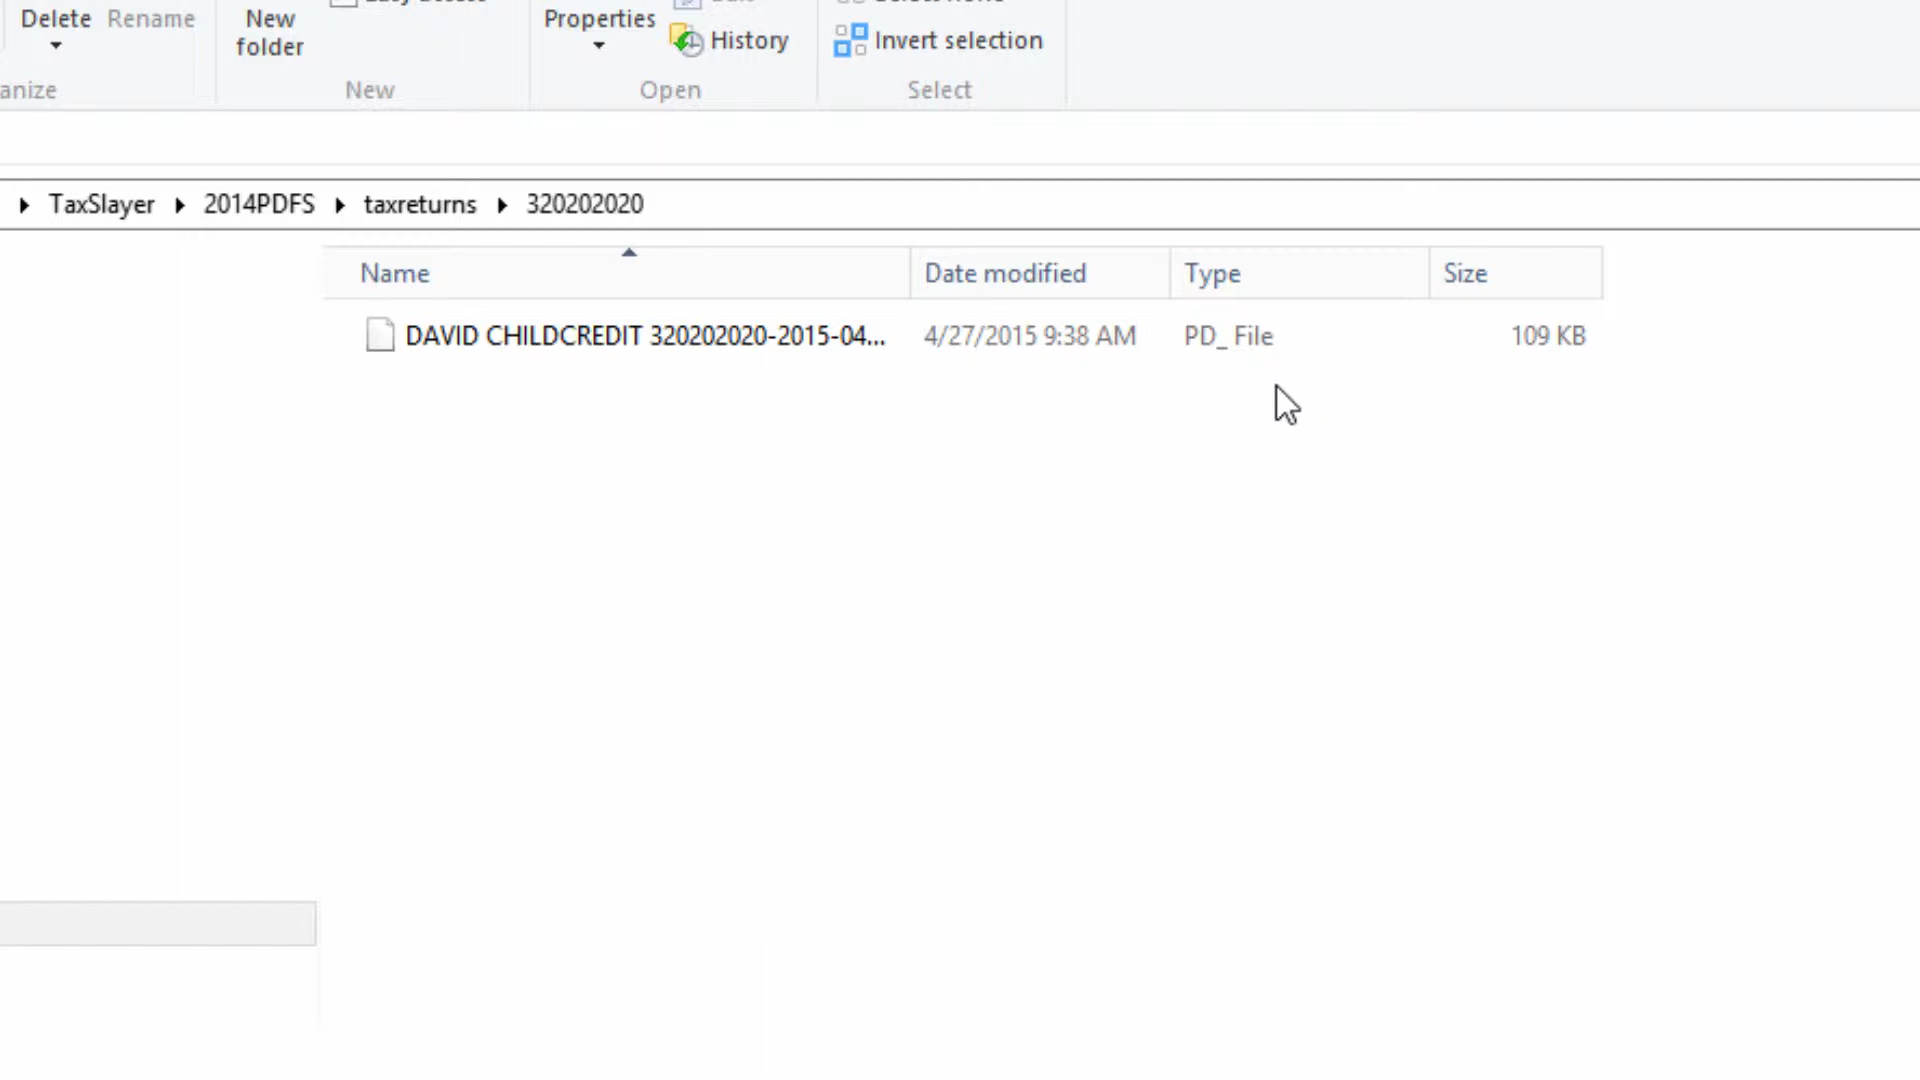 Delete Rename
New folder
Properties
History
Invert selection
anize
New
Open
Select
TaxSlayer 2014PDFS taxreturns 320202020
Name Date modified Type Size
DAVID CHILDCREDIT 320202020-2015-04... 4/27/2015 9:38 AM PD_ File 109 KB